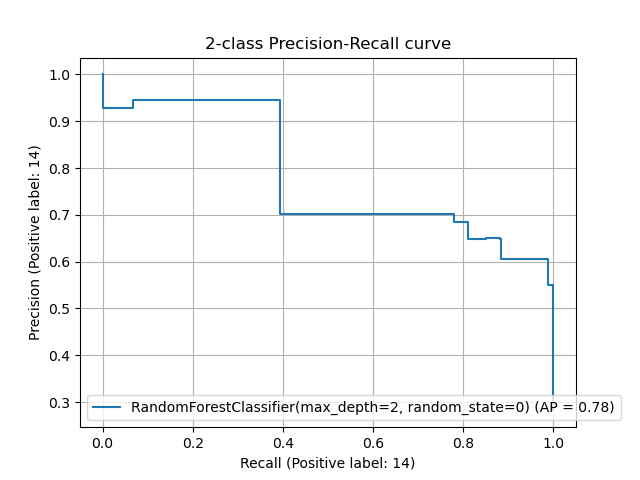 2-class Precision-Recall curve
1.0
0.9
0.8
0.7
0.6
0.5
0.4
0.3
Precision (Positive label: 14)
RandomForestClassifier(max_depth=2, random_state=0) (AP = 0.78)
0.0 0.2 0.4 0.6 0.8 1.0
Recall (Positive label: 14)